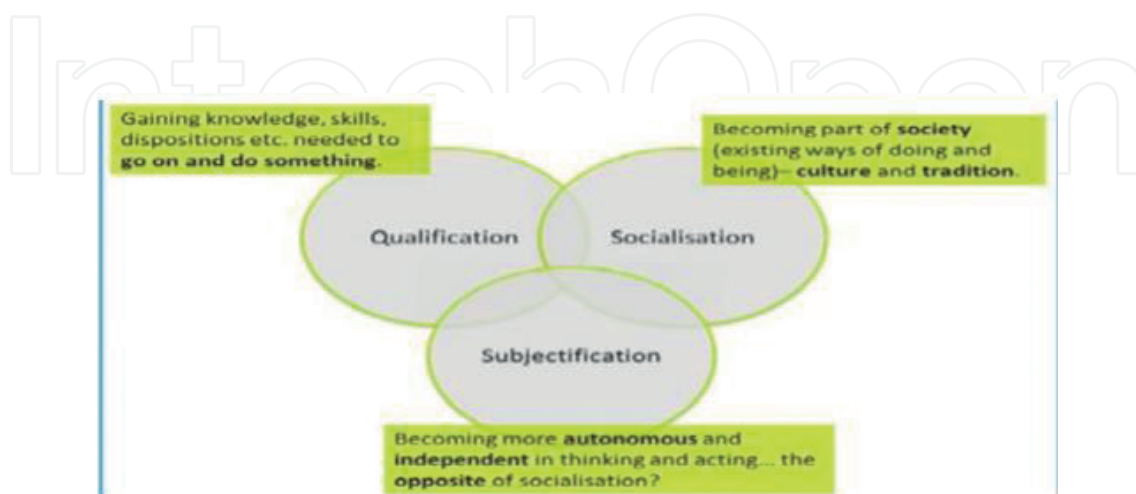 IntechOpen
Gaining knowledge, skills,
dispositions etc. needed to
go on and do something.
Becoming part of society
(existing ways of doing and
being)– culture and tradition.
Qualification
Socialisation
Subjectification
Becoming more autonomous and
independent in thinking and acting... the
opposite of socialisation?